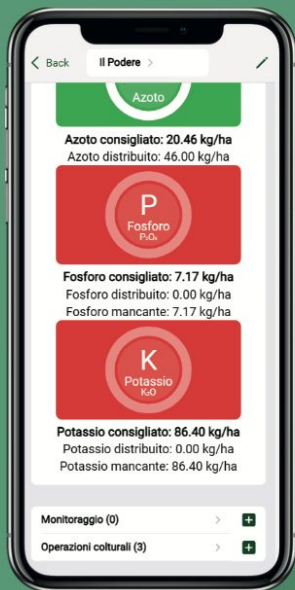 Back
Il Podere
Azoto
Azoto consigliato: 20.46 kg/ha
Azoto distribuito: 46.00 kg/ha
P
Fosforo
P₂O₅
Fosforo consigliato: 7.17 kg/ha
Fosforo distribuito: 0.00 kg/ha
Fosforo mancante: 7.17 kg/ha
K
Potassio
K₂O
Potassio consigliato: 86.40 kg/ha
Potassio distribuito: 0.00 kg/ha
Potassio mancante: 86.40 kg/ha
Monitoraggio (0)
Operazioni colturali (3)